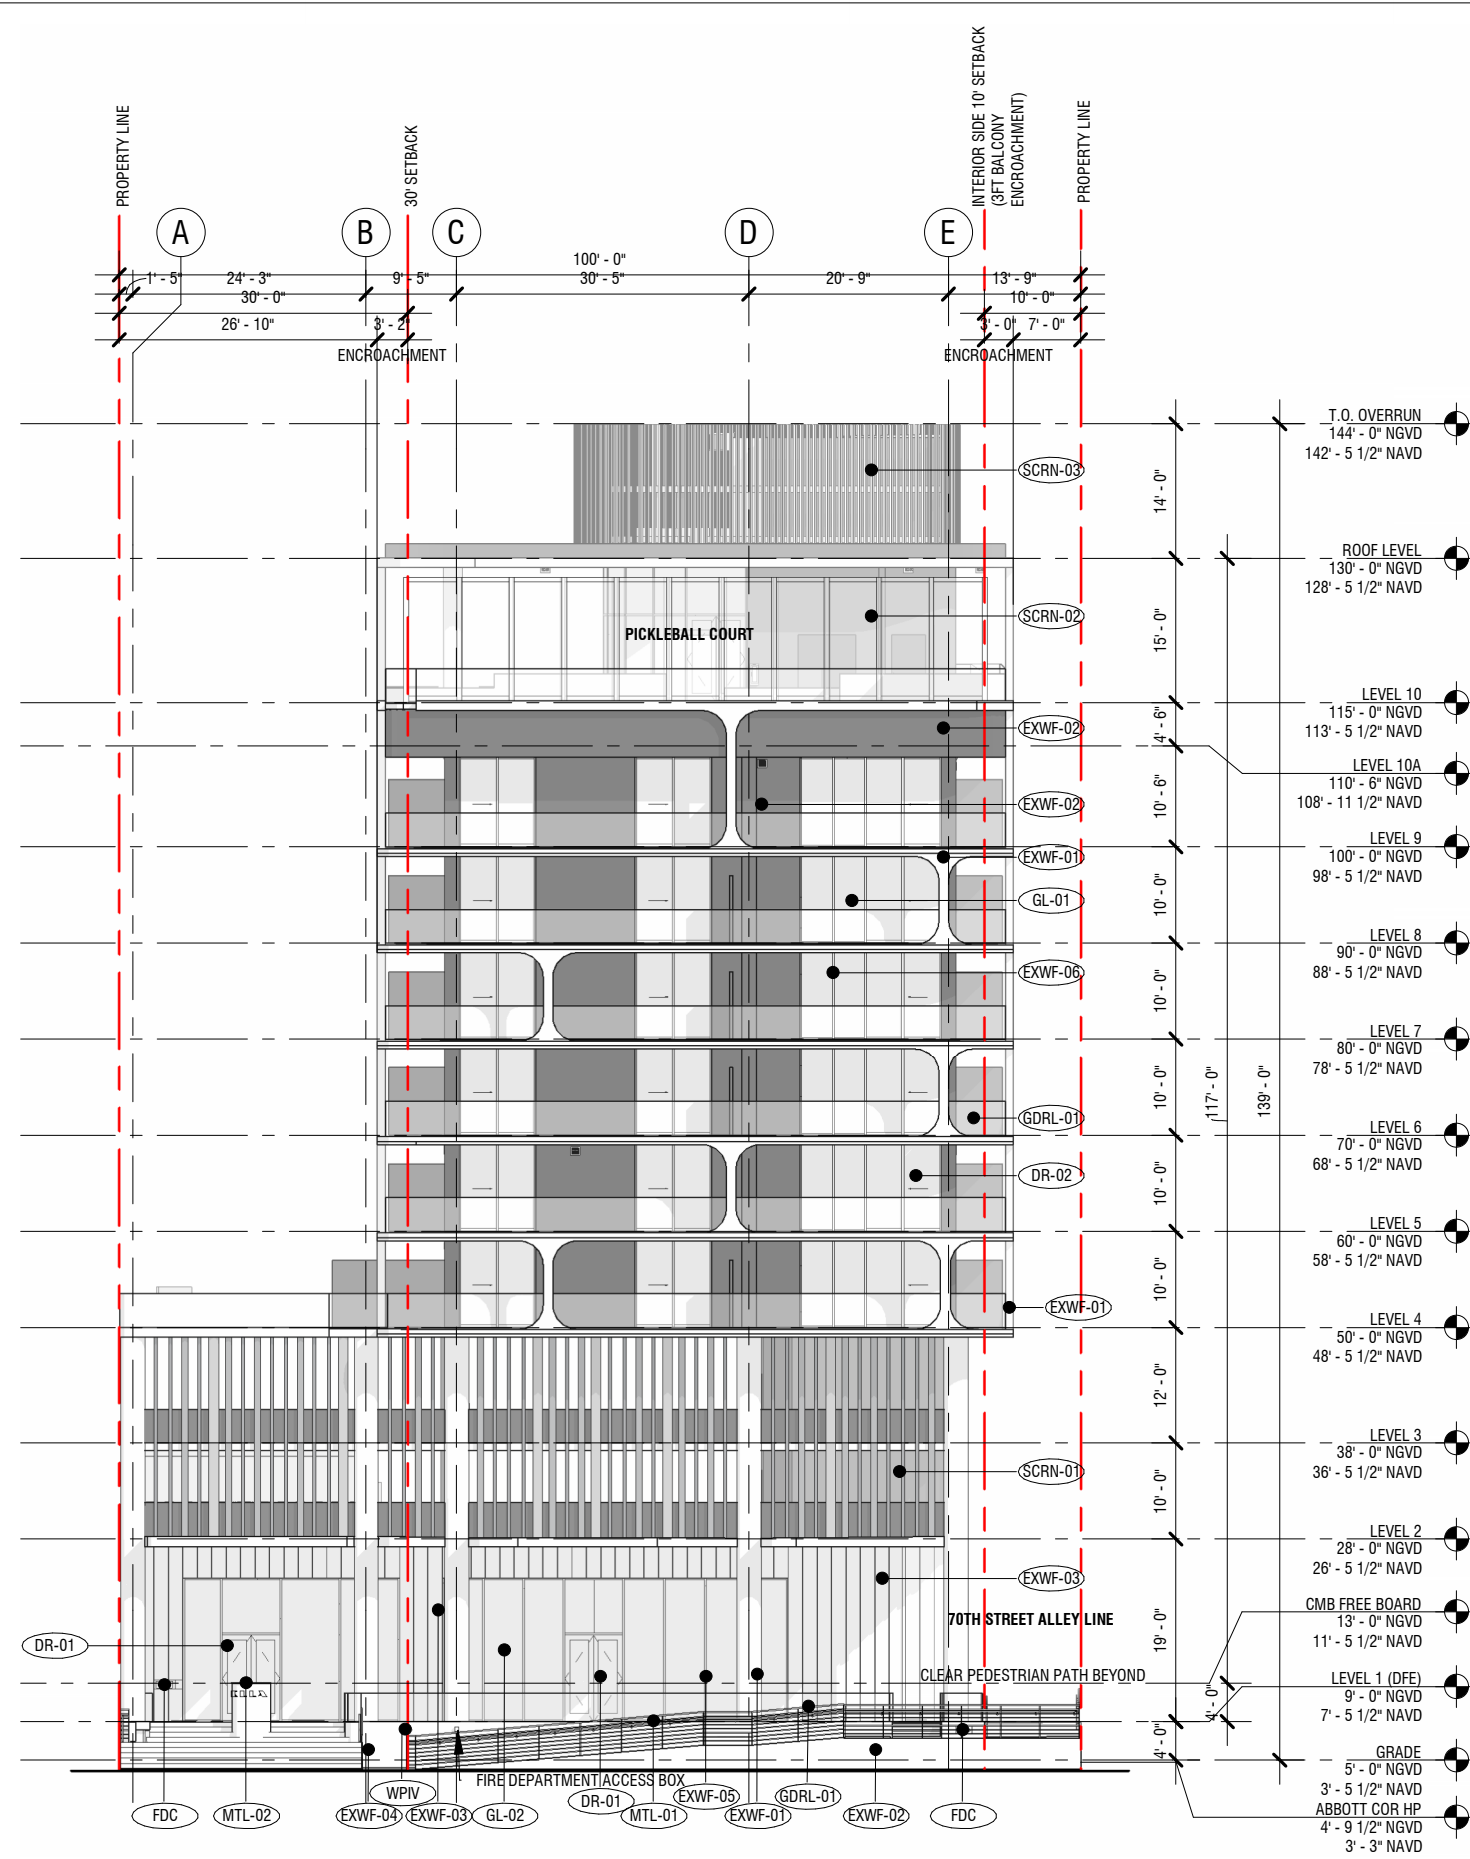 PROPERTY LINE
30' SETBACK
INTERIOR SIDE 10' SETBACK
(3FT BALCONY
ENCROACHMENT)
PROPERTY LINE
A
B
C
D
E
100' - 0"
1' - 5"
24' - 3"
9' - 5"
30' - 5"
20' - 9"
13' - 9"
30' - 0"
10' - 0"
26' - 10"
3' - 2"
3' - 0"
7' - 0"
ENCROACHMENT
ENCROACHMENT
T.O. OVERRUN
144' - 0" NGVD
142' - 5 1/2" NAVD
SCRN-03
14' - 0"
ROOF LEVEL
130' - 0" NGVD
128' - 5 1/2" NAVD
SCRN-02
PICKLEBALL COURT
15' - 0"
LEVEL 10
115' - 0" NGVD
113' - 5 1/2" NAVD
EXWF-02
4' - 6"
LEVEL 10A
110' - 6" NGVD
108' - 11 1/2" NAVD
EXWF-02
10' - 6"
LEVEL 9
100' - 0" NGVD
98' - 5 1/2" NAVD
EXWF-01
GL-01
10' - 0"
LEVEL 8
90' - 0" NGVD
88' - 5 1/2" NAVD
EXWF-06
10' - 0"
LEVEL 7
80' - 0" NGVD
78' - 5 1/2" NAVD
10' - 0"
117' - 0"
139' - 0"
GDRL-01
LEVEL 6
70' - 0" NGVD
68' - 5 1/2" NAVD
DR-02
10' - 0"
LEVEL 5
60' - 0" NGVD
58' - 5 1/2" NAVD
10' - 0"
EXWF-01
LEVEL 4
50' - 0" NGVD
48' - 5 1/2" NAVD
12' - 0"
LEVEL 3
38' - 0" NGVD
36' - 5 1/2" NAVD
SCRN-01
10' - 0"
LEVEL 2
28' - 0" NGVD
26' - 5 1/2" NAVD
EXWF-03
CMB FREE BOARD
13' - 0" NGVD
11' - 5 1/2" NAVD
70TH STREET ALLEY LINE
19' - 0"
DR-01
CLEAR PEDESTRIAN PATH BEYOND
LEVEL 1 (DFE)
9' - 0" NGVD
7' - 5 1/2" NAVD
4' - 0"
4' - 0"
GRADE
5' - 0" NGVD
3' - 5 1/2" NAVD
FIRE DEPARTMENT ACCESS BOX
ABBOTT COR HP
4' - 9 1/2" NGVD
3' - 3" NAVD
FDC
MTL-02
EXWF-04
WPIV
EXWF-03
GL-02
DR-01
MTL-01
EXWF-05
EXWF-01
GDRL-01
EXWF-02
FDC